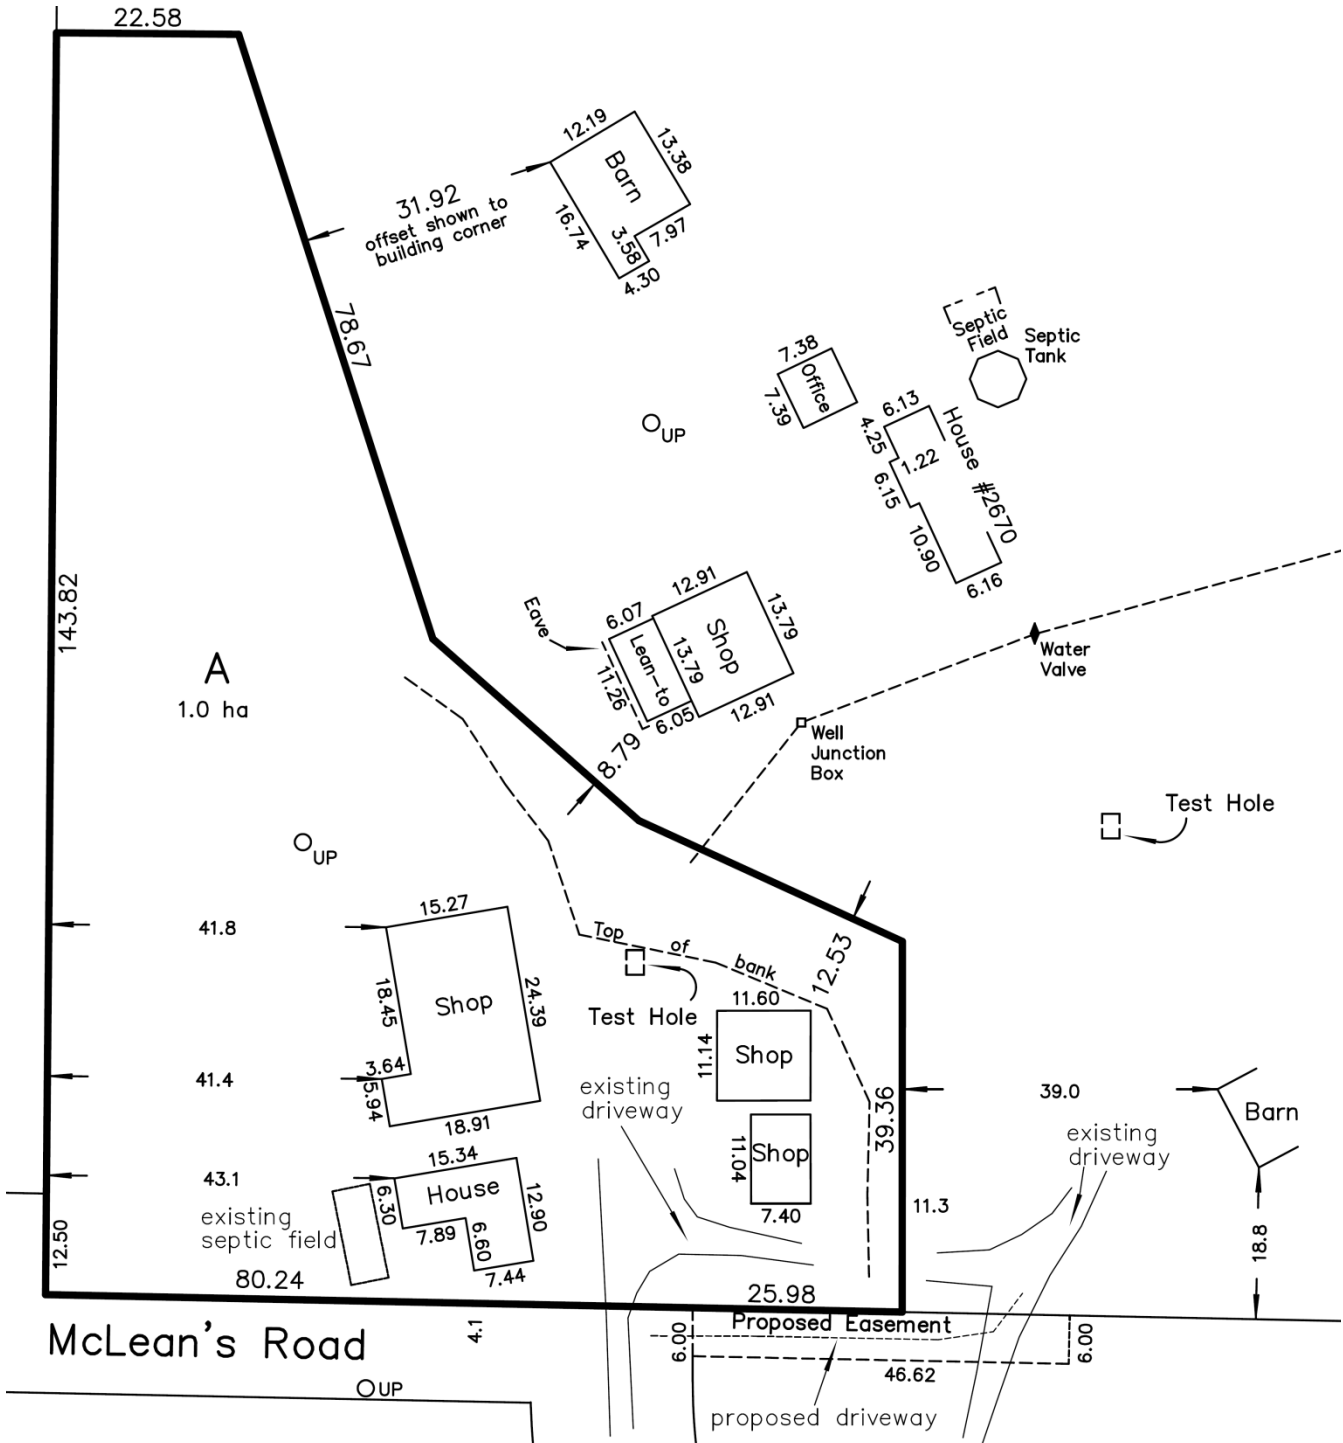 22.58
12.19
13.38
Barn
31.92
offset shown to
building corner
16.74
3.58
7.97
4.30
78.67
Septic
Field
Septic
Tank
7.38
Office
7.39
UP
6.13
4.25
1.22
House #2670
6.15
10.90
6.16
143.82
Eave
6.07
12.91
13.79
Shop
Lean-to
13.79
11.26
6.05
12.91
Water
Valve
A
1.0 ha
8.79
Well
Junction
Box
Test Hole
UP
15.27
41.8
18.45
Shop
24.39
Top of bank
12.53
Test Hole
11.60
11.14
Shop
3.64
41.4
5.94
18.91
existing
driveway
39.36
39.0
Barn
existing
driveway
11.04
Shop
7.40
15.34
43.1
House
6.30
12.90
existing
septic field
7.89
6.60
7.44
11.3
18.8
12.50
80.24
25.98
McLean's Road
4.1
6.00
Proposed Easement
6.00
46.62
UP
proposed driveway